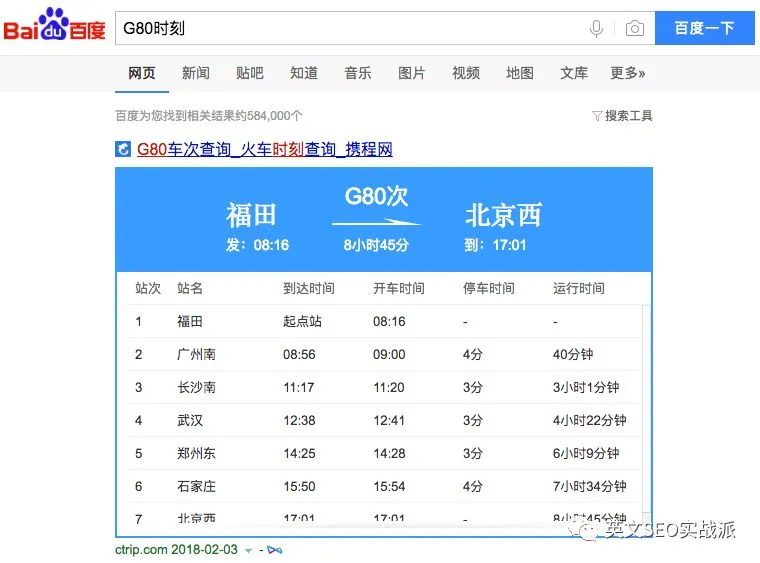 Bai du 百度 G80时刻 百度一下
网页 新闻 贴吧 知道 音乐 图片 视频 地图 文库 更多»
百度为您找到相关结果约584,000个 搜索工具
G80车次查询_火车时刻查询_携程网
G80次
福田 北京西
发：08:16 8小时45分 到：17:01
站次 站名 到达时间 开车时间 停车时间 运行时间
1 福田 起点站 08:16 - -
2 广州南 08:56 09:00 4分 40分钟
3 长沙南 11:17 11:20 3分 3小时1分钟
4 武汉 12:38 12:41 3分 4小时22分钟
5 郑州东 14:25 14:28 3分 6小时9分钟
6 石家庄 15:50 15:54 4分 7小时34分钟
7 北京西 17:01 17:01 - 8小时45分钟
英文SEO实战派
ctrip.com 2018-02-03 -